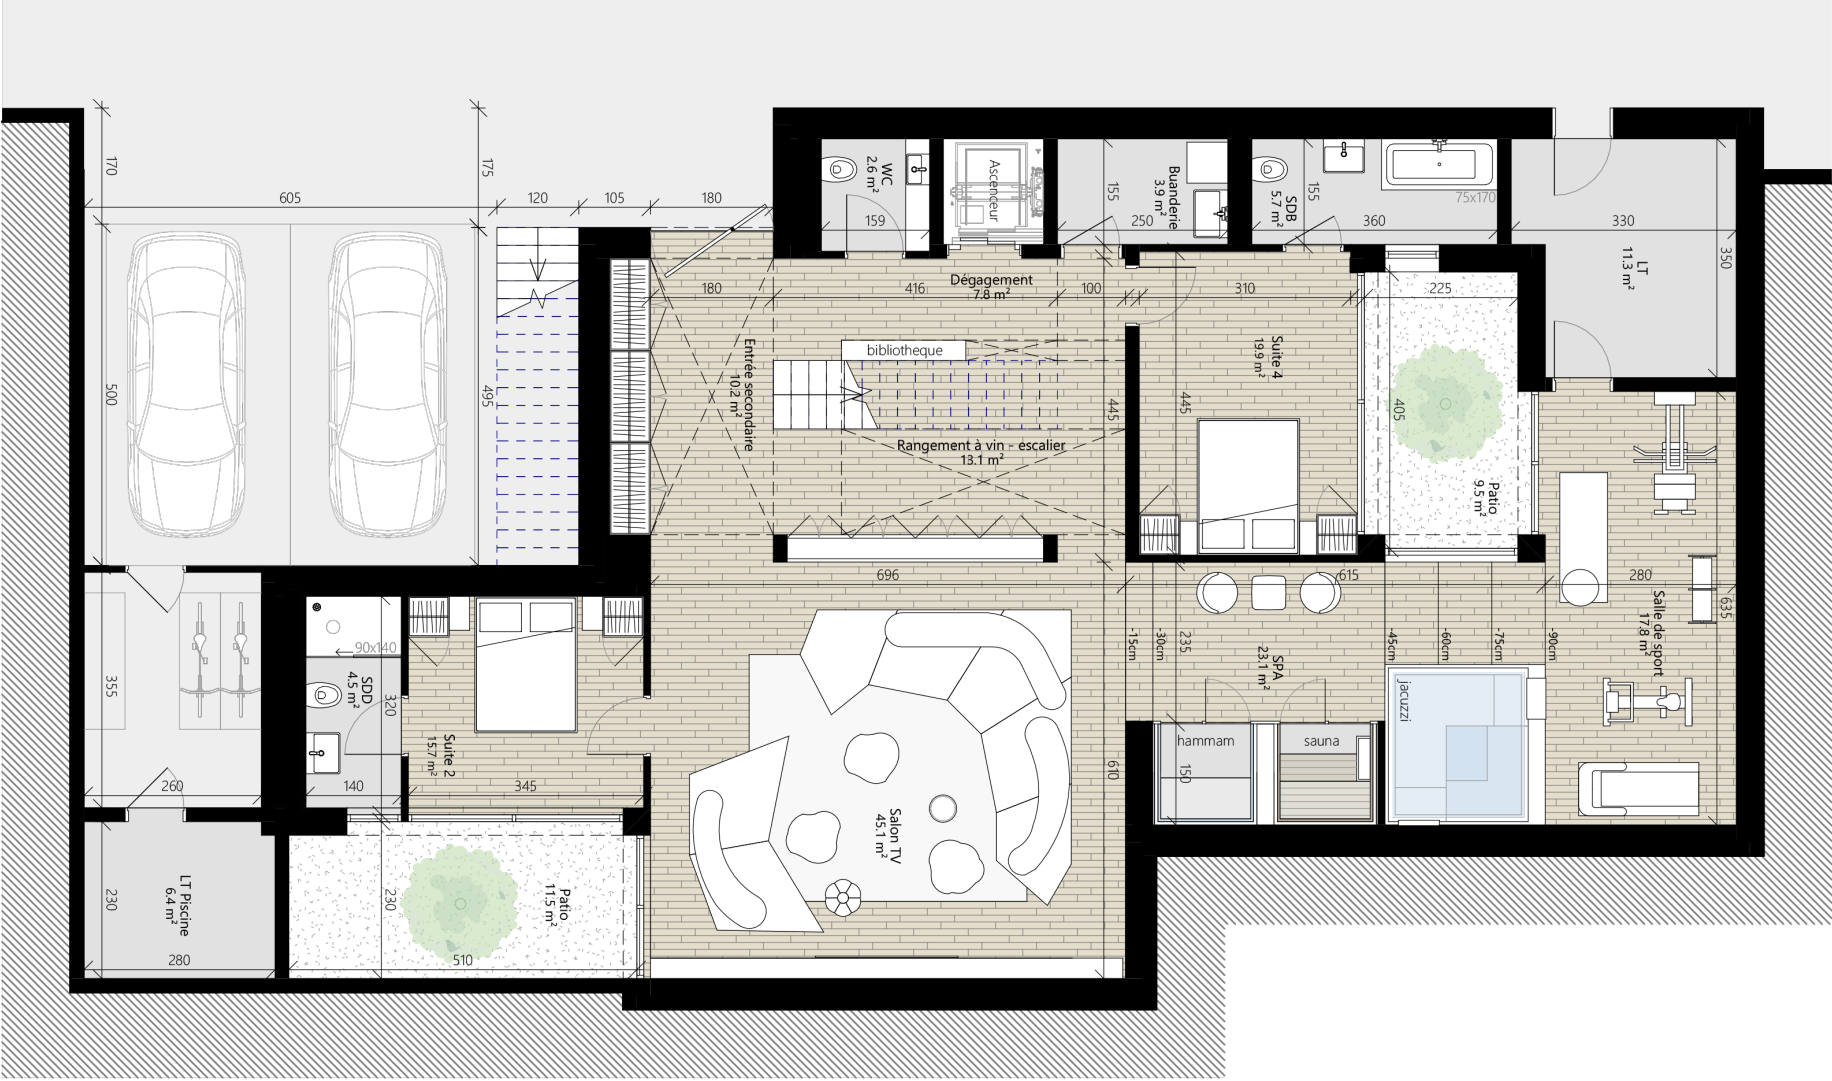 170
175
605
120
105
180
500
495
WC
2.6 m²
159
Ascenceur
155
Buanderie
3.9 m²
250
SDB
5.7 m²
155
75x170
360
330
LT
11.3 m²
350
180
416
Dégagement
7.8 m²
100
310
225
bibliotheque
Entrée secondaire
10.2 m²
Rangement à vin - escalier
13.1 m²
445
445
Suite 4
19.9 m²
405
Patio
9.5 m²
696
615
280
635
Salle de sport
17.8 m²
-15cm
-30cm
235
SPA
23.1 m²
-45cm
-60cm
-75cm
-90cm
jacuzzi
hammam
sauna
150
90x140
SDD
4.5 m²
320
355
260
140
Suite 2
15.7 m²
345
610
Salon TV
45.1 m²
230
LT Piscine
6.4 m²
280
230
Patio
11.5 m²
510